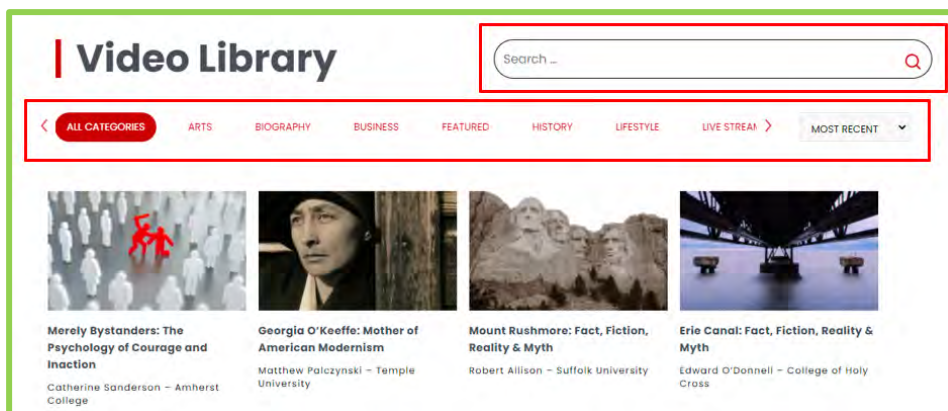 Video Library
Search ...
ALL CATEGORIES ARTS BIOGRAPHY BUSINESS FEATURED HISTORY LIFESTYLE LIVE STREAM MOST RECENT
Merely Bystanders: The
Psychology of Courage and
Inaction
Catherine Sanderson – Amherst
College
Georgia O'Keeffe: Mother of
American Modernism
Matthew Palczynski – Temple
University
Mount Rushmore: Fact, Fiction,
Reality & Myth
Robert Allison – Suffolk University
Erie Canal: Fact, Fiction, Reality &
Myth
Edward O'Donnell – College of Holy
Cross